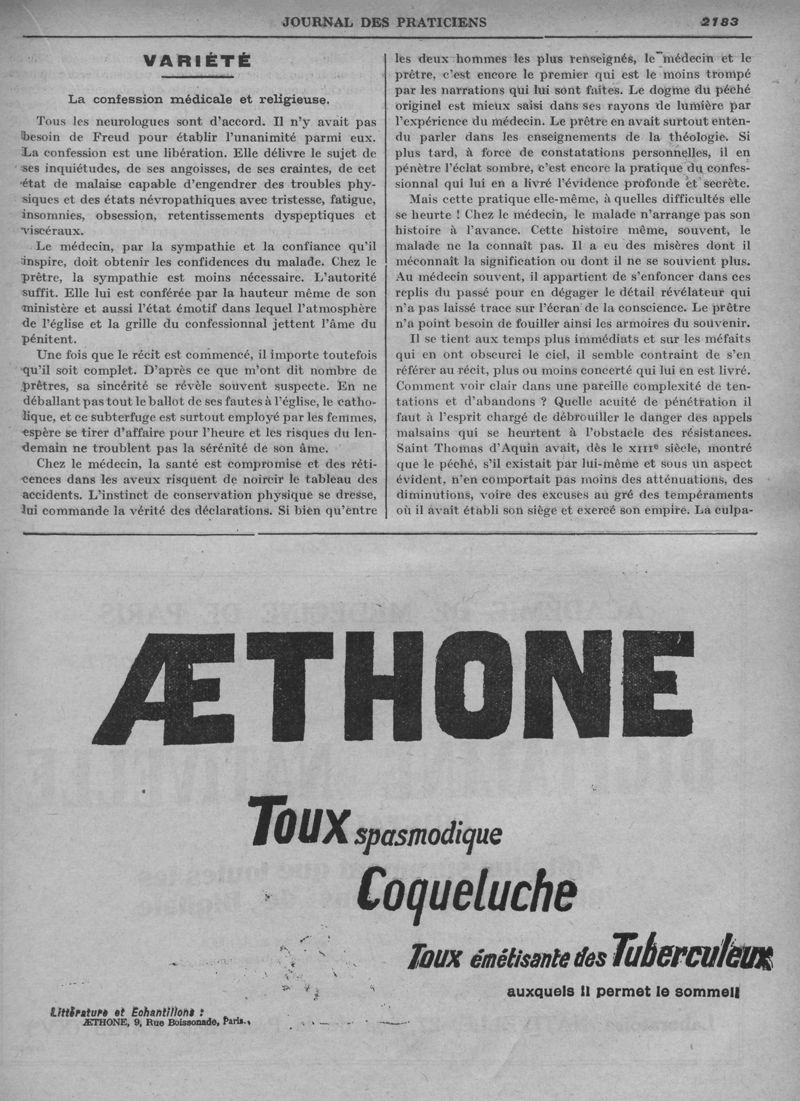 JOURNAL DES PRATICIENS
2183
VARIÉTÉ
La confession médicale et religieuse.
Tous les neurologues sont d'accord. Il n'y avait pas
besoin de Freud pour établir l'unanimité parmi eux.
La confession est une libération. Elle délivre le sujet de
ses inquiétudes, de ses angoisses, de ses craintes, de cet
état de malaise capable d'engendrer des troubles phy-
siques et des états névropathiques avec tristesse, fatigue,
insomnies, obsession, retentissements dyspeptiques et
viscéraux.
Le médecin, par la sympathie et la confiance qu'il
inspire, doit obtenir les confidences du malade. Chez le
prêtre, la sympathie est moins nécessaire. L'autorité
suffit. Elle lui est conférée par la hauteur même de son
ministère et aussi l'état émotif dans lequel l'atmosphère
de l'église et la grille du confessionnal jettent l'âme du
pénitent.
Une fois que le récit est commencé, il importe toutefois
qu'il soit complet. D'après ce que m'ont dit nombre de
prêtres, sa sincérité se révèle souvent suspecte. En ne
déballant pas tout le ballot de ses fautes à l'église, le catho-
lique, et ce subterfuge est surtout employé par les femmes,
espère se tirer d'affaire pour l'heure et les risques du len-
demain ne troublent pas la sérénité de son âme.
Chez le médecin, la santé est compromise et des réti-
cences dans les aveux risquent de noircir le tableau des
accidents. L'instinct de conservation physique se dresse,
lui commande la vérité des déclarations. Si bien qu'entre
les deux hommes les plus renseignés, le médecin et le
prêtre, c'est encore le premier qui est le moins trompé
par les narrations qui lui sont faites. Le dogme du péché
originel est mieux saisi dans ses rayons de lumière par
l'expérience du médecin. Le prêtre en avait surtout enten-
du parler dans les enseignements de la théologie. Si
plus tard, à force de constatations personnelles, il en
pénètre l'éclat sombre, c'est encore la pratique du confes-
sionnal qui lui en a livré l'évidence profonde et secrète.
Mais cette pratique elle-même, à quelles difficultés elle
se heurte ! Chez le médecin, le malade n'arrange pas son
histoire à l'avance. Cette histoire même, souvent, le
malade ne la connaît pas. Il a eu des misères dont il
méconnaît la signification ou dont il ne se souvient plus.
Au médecin souvent, il appartient de s'enfoncer dans ces
replis du passé pour en dégager le détail révélateur qui
n'a pas laissé trace sur l'écran de la conscience. Le prêtre
n'a point besoin de fouiller ainsi les armoires du souvenir.
Il se tient aux temps plus immédiats et sur les méfaits
qui en ont obscurci le ciel, il semble contraint de s'en
référer au récit, plus ou moins concerté qui lui en est livré.
Comment voir clair dans une pareille complexité de ten-
tations et d'abandons ? Quelle acuité de pénétration il
faut à l'esprit chargé de débrouiller le danger des appels
malsains qui se heurtent à l'obstacle des résistances.
Saint Thomas d'Aquin avait, dès le XIIIe siècle, montré
que le péché, s'il existait par lui-même et sous un aspect
évident, n'en comportait pas moins des atténuations, des
diminutions, voire des excuses au gré des tempéraments
où il avait établi son siège et exercé son empire. La culpa-
ÆTHONE
Toux spasmodique
Coqueluche
Toux émétisante des Tuberculeux
auxquels il permet le sommeil
Littérature et Echantillons :
ÆTHONE, 9, Rue Boissonade, Paris.